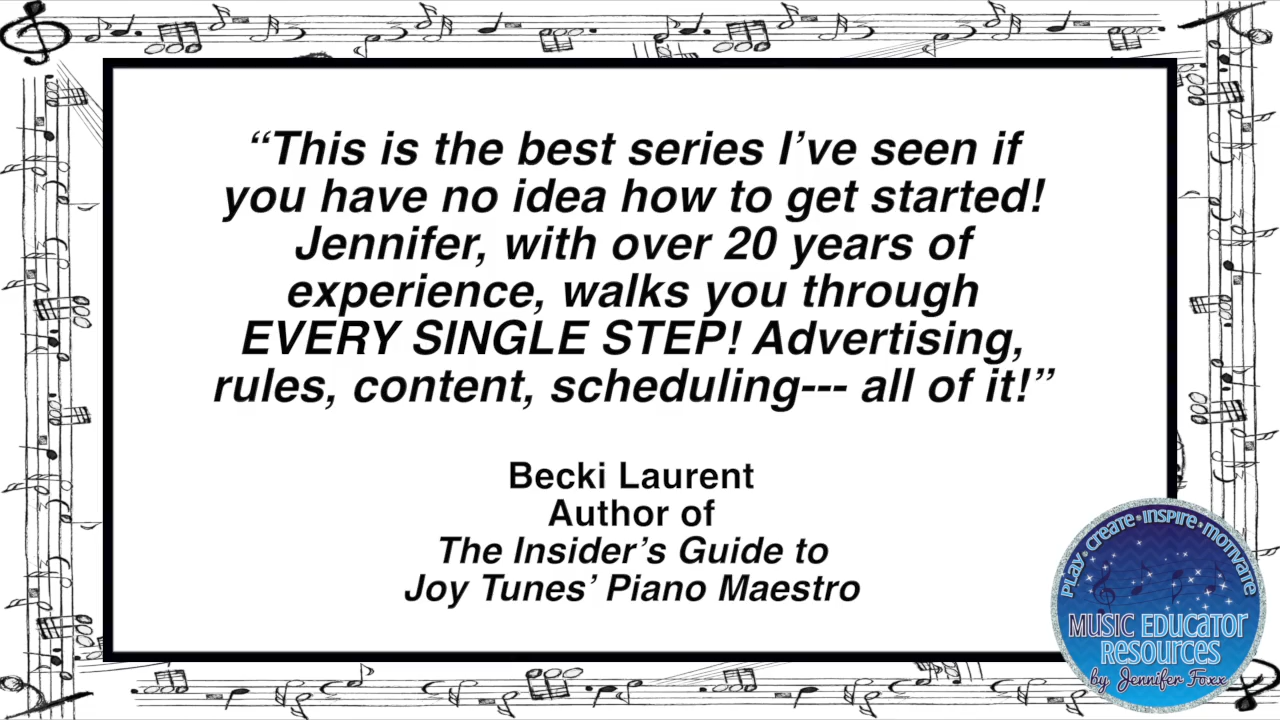 “This is the best series I’ve seen if
you have no idea how to get started!
Jennifer, with over 20 years of
experience, walks you through
EVERY SINGLE STEP! Advertising,
rules, content, scheduling--- all of it!”
Becki Laurent
Author of
The Insider’s Guide to
Joy Tunes’ Piano Maestro
PLAY•create•inspire•motivate
MUSIC EDUCATOR
RESOURCES
by Jennifer Foxx